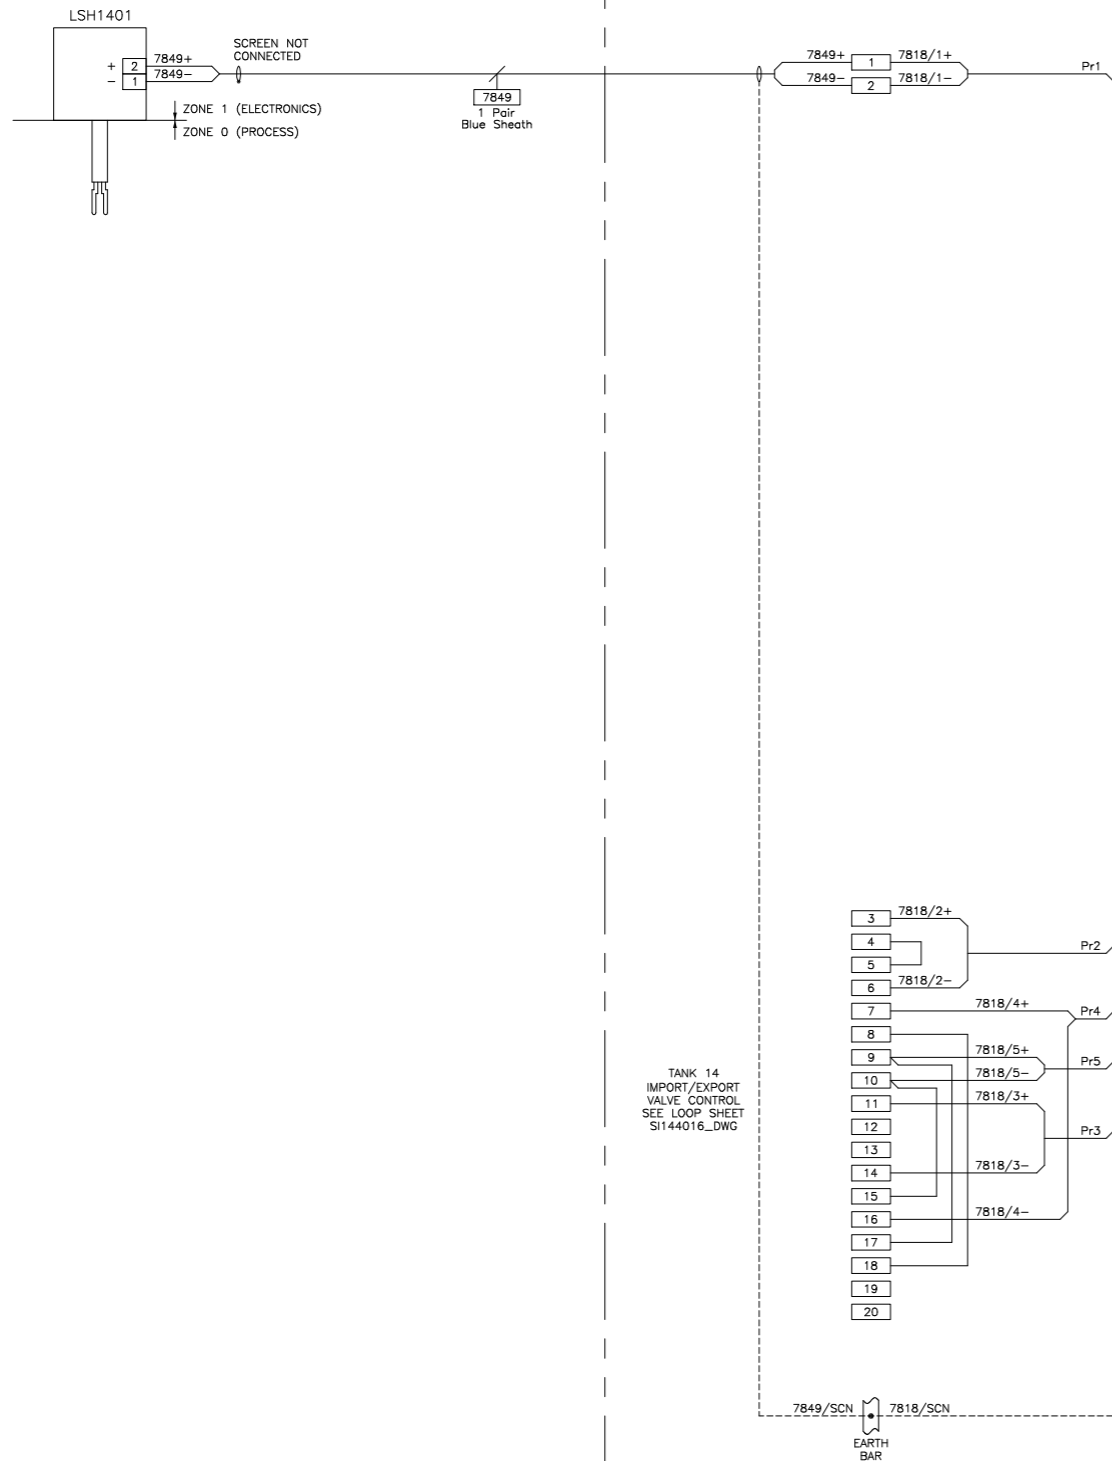 LSH1401
SCREEN NOT
CONNECTED
+ 2 7849+
- 1 7849-
ZONE 1 (ELECTRONICS)
ZONE 0 (PROCESS)
7849
1 Pair
Blue Sheath
7849+ 1 7818/1+
7849- 2 7818/1-
Pr1
3 7818/2+
4
5
6 7818/2-
Pr2
7 7818/4+
Pr4
8
9 7818/5+
10 7818/5-
Pr5
11 7818/3+
12
13
Pr3
14 7818/3-
15
16 7818/4-
17
18
19
20
TANK 14
IMPORT/EXPORT
VALVE CONTROL
SEE LOOP SHEET
SI144016_DWG
7849/SCN 7818/SCN
EARTH
BAR